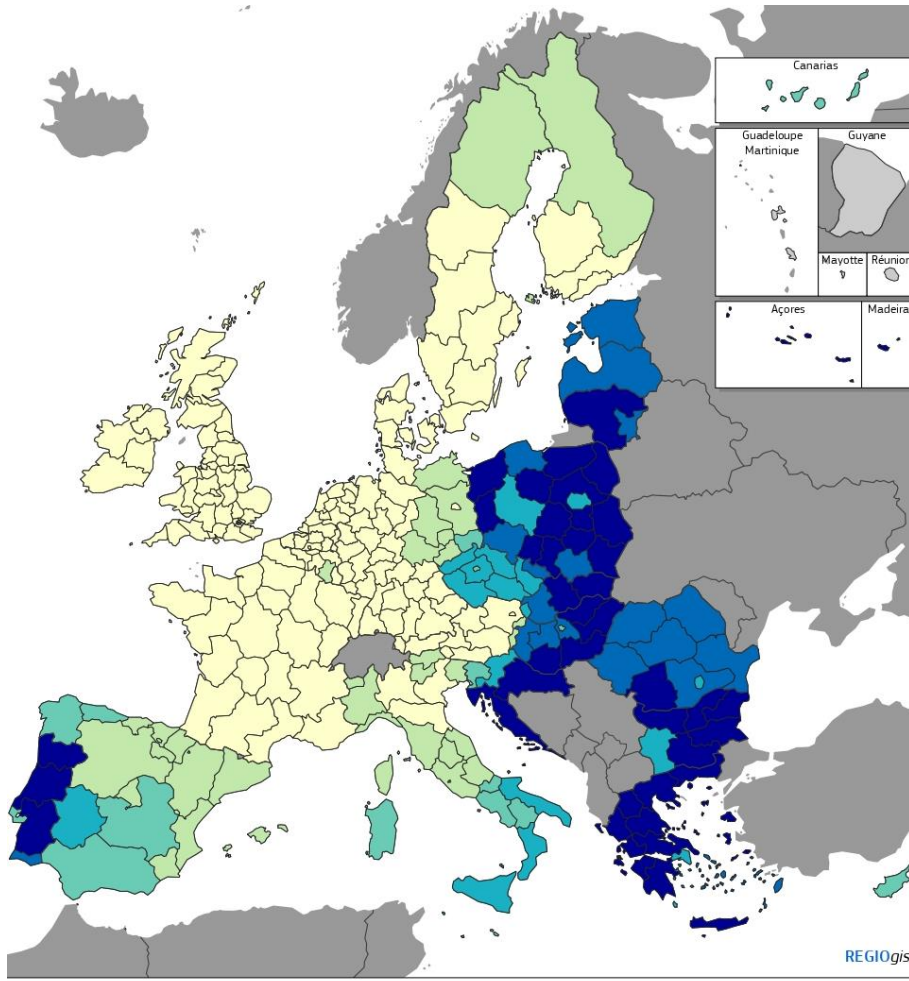 Canarias
Guadeloupe
Martinique
Guyane
Mayotte
Réunion
Açores
Madeira
REGIOgis